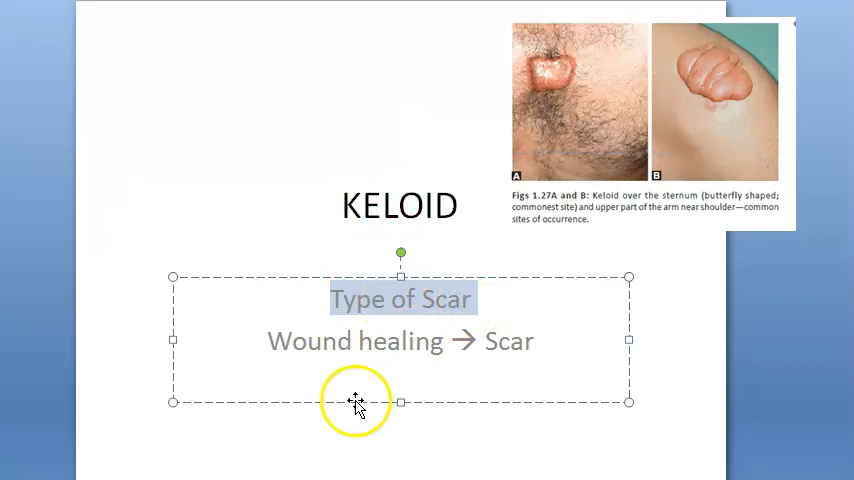 A
B
Figs 1.27A and B: Keloid over the sternum (butterfly shaped;
commonest site) and upper part of the arm near shoulder—common
sites of occurrence.
KELOID
Type of Scar
Wound healing → Scar